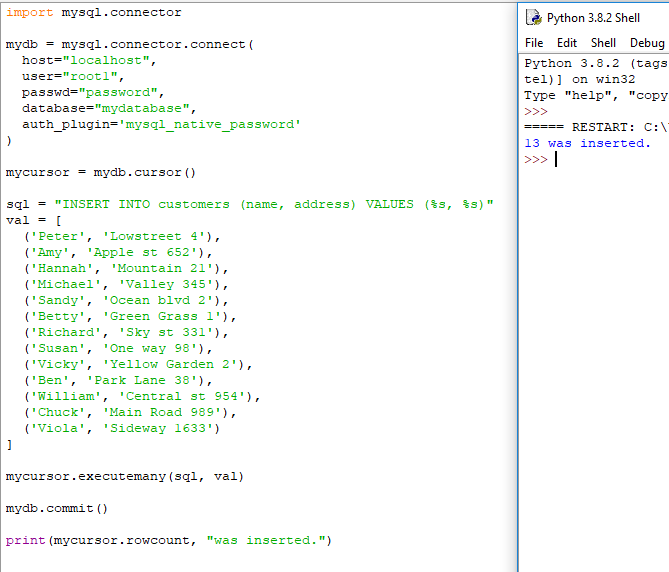 import mysql.connector
mydb = mysql.connector.connect(
  host="localhost",
  user="root1",
  passwd="password",
  database="mydatabase",
  auth_plugin='mysql_native_password'
)
mycursor = mydb.cursor()
sql = "INSERT INTO customers (name, address) VALUES (%s, %s)"
val = [
  ('Peter', 'Lowstreet 4'),
  ('Amy', 'Apple st 652'),
  ('Hannah', 'Mountain 21'),
  ('Michael', 'Valley 345'),
  ('Sandy', 'Ocean blvd 2'),
  ('Betty', 'Green Grass 1'),
  ('Richard', 'Sky st 331'),
  ('Susan', 'One way 98'),
  ('Vicky', 'Yellow Garden 2'),
  ('Ben', 'Park Lane 38'),
  ('William', 'Central st 954'),
  ('Chuck', 'Main Road 989'),
  ('Viola', 'Sideway 1633')
]
mycursor.executemany(sql, val)
mydb.commit()
print(mycursor.rowcount, "was inserted.")
Python 3.8.2 Shell
File Edit Shell Debug
Python 3.8.2 (tags
tel)] on win32
Type "help", "copy
>>>
===== RESTART: C:\
13 was inserted.
>>>